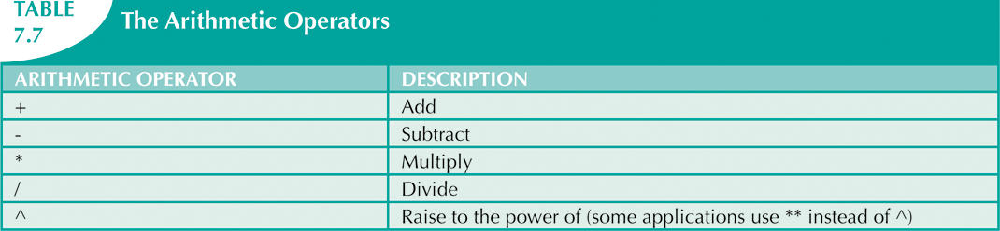 TABLE
7.7
The Arithmetic Operators
ARITHMETIC OPERATOR DESCRIPTION
+ Add
- Subtract
* Multiply
/ Divide
^ Raise to the power of (some applications use ** instead of ^)